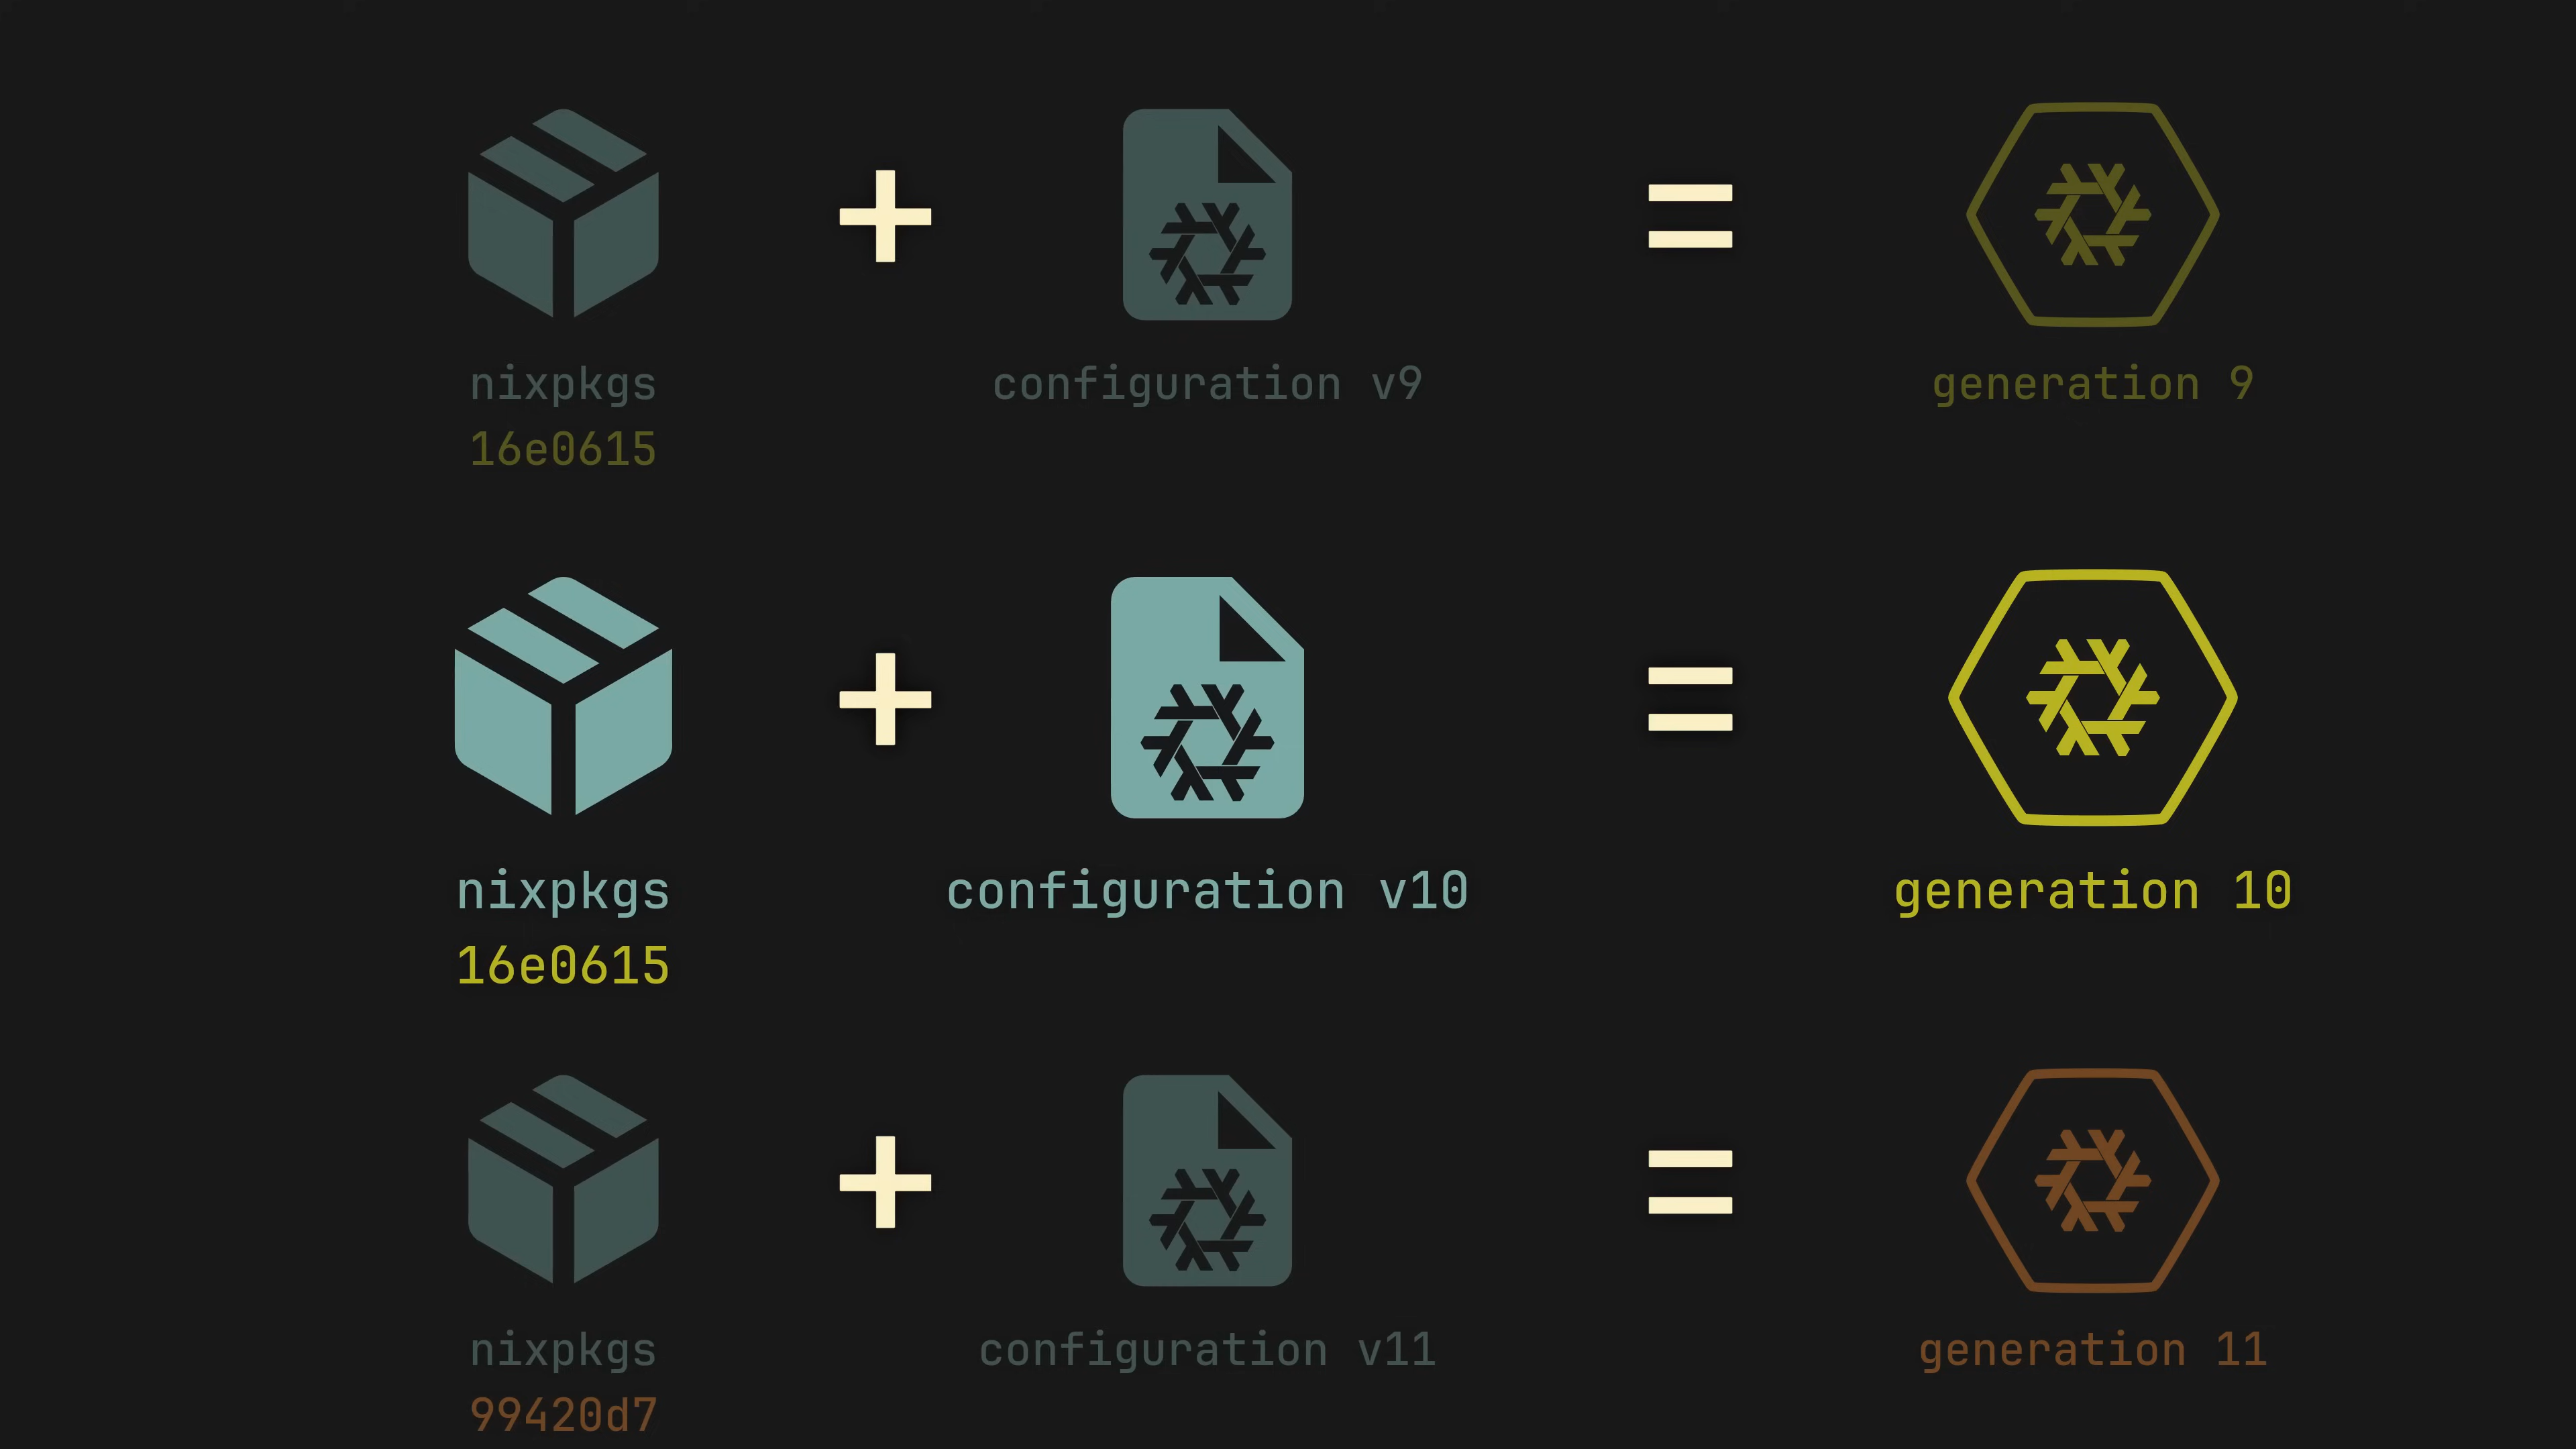 + =
nixpkgs configuration v9 generation 9
16e0615
+ =
nixpkgs configuration v10 generation 10
16e0615
+ =
nixpkgs configuration v11 generation 11
99420d7